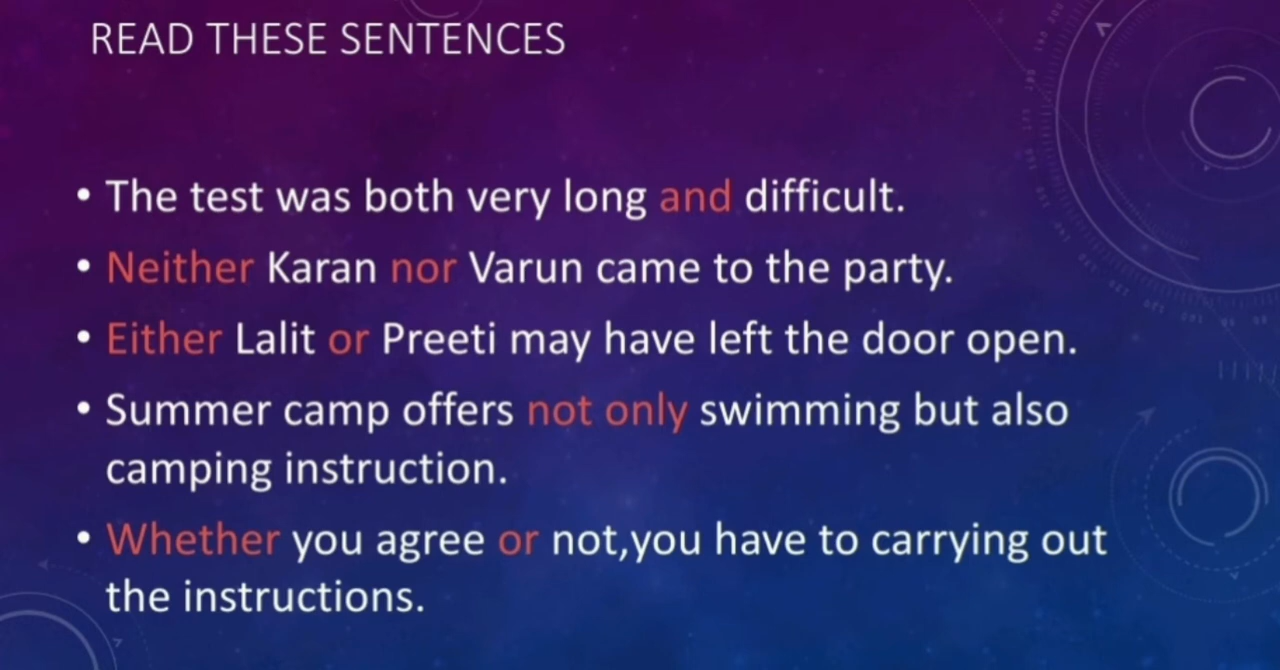 READ THESE SENTENCES
• The test was both very long and difficult.
• Neither Karan nor Varun came to the party.
• Either Lalit or Preeti may have left the door open.
• Summer camp offers not only swimming but also
camping instruction.
• Whether you agree or not,you have to carrying out
the instructions.